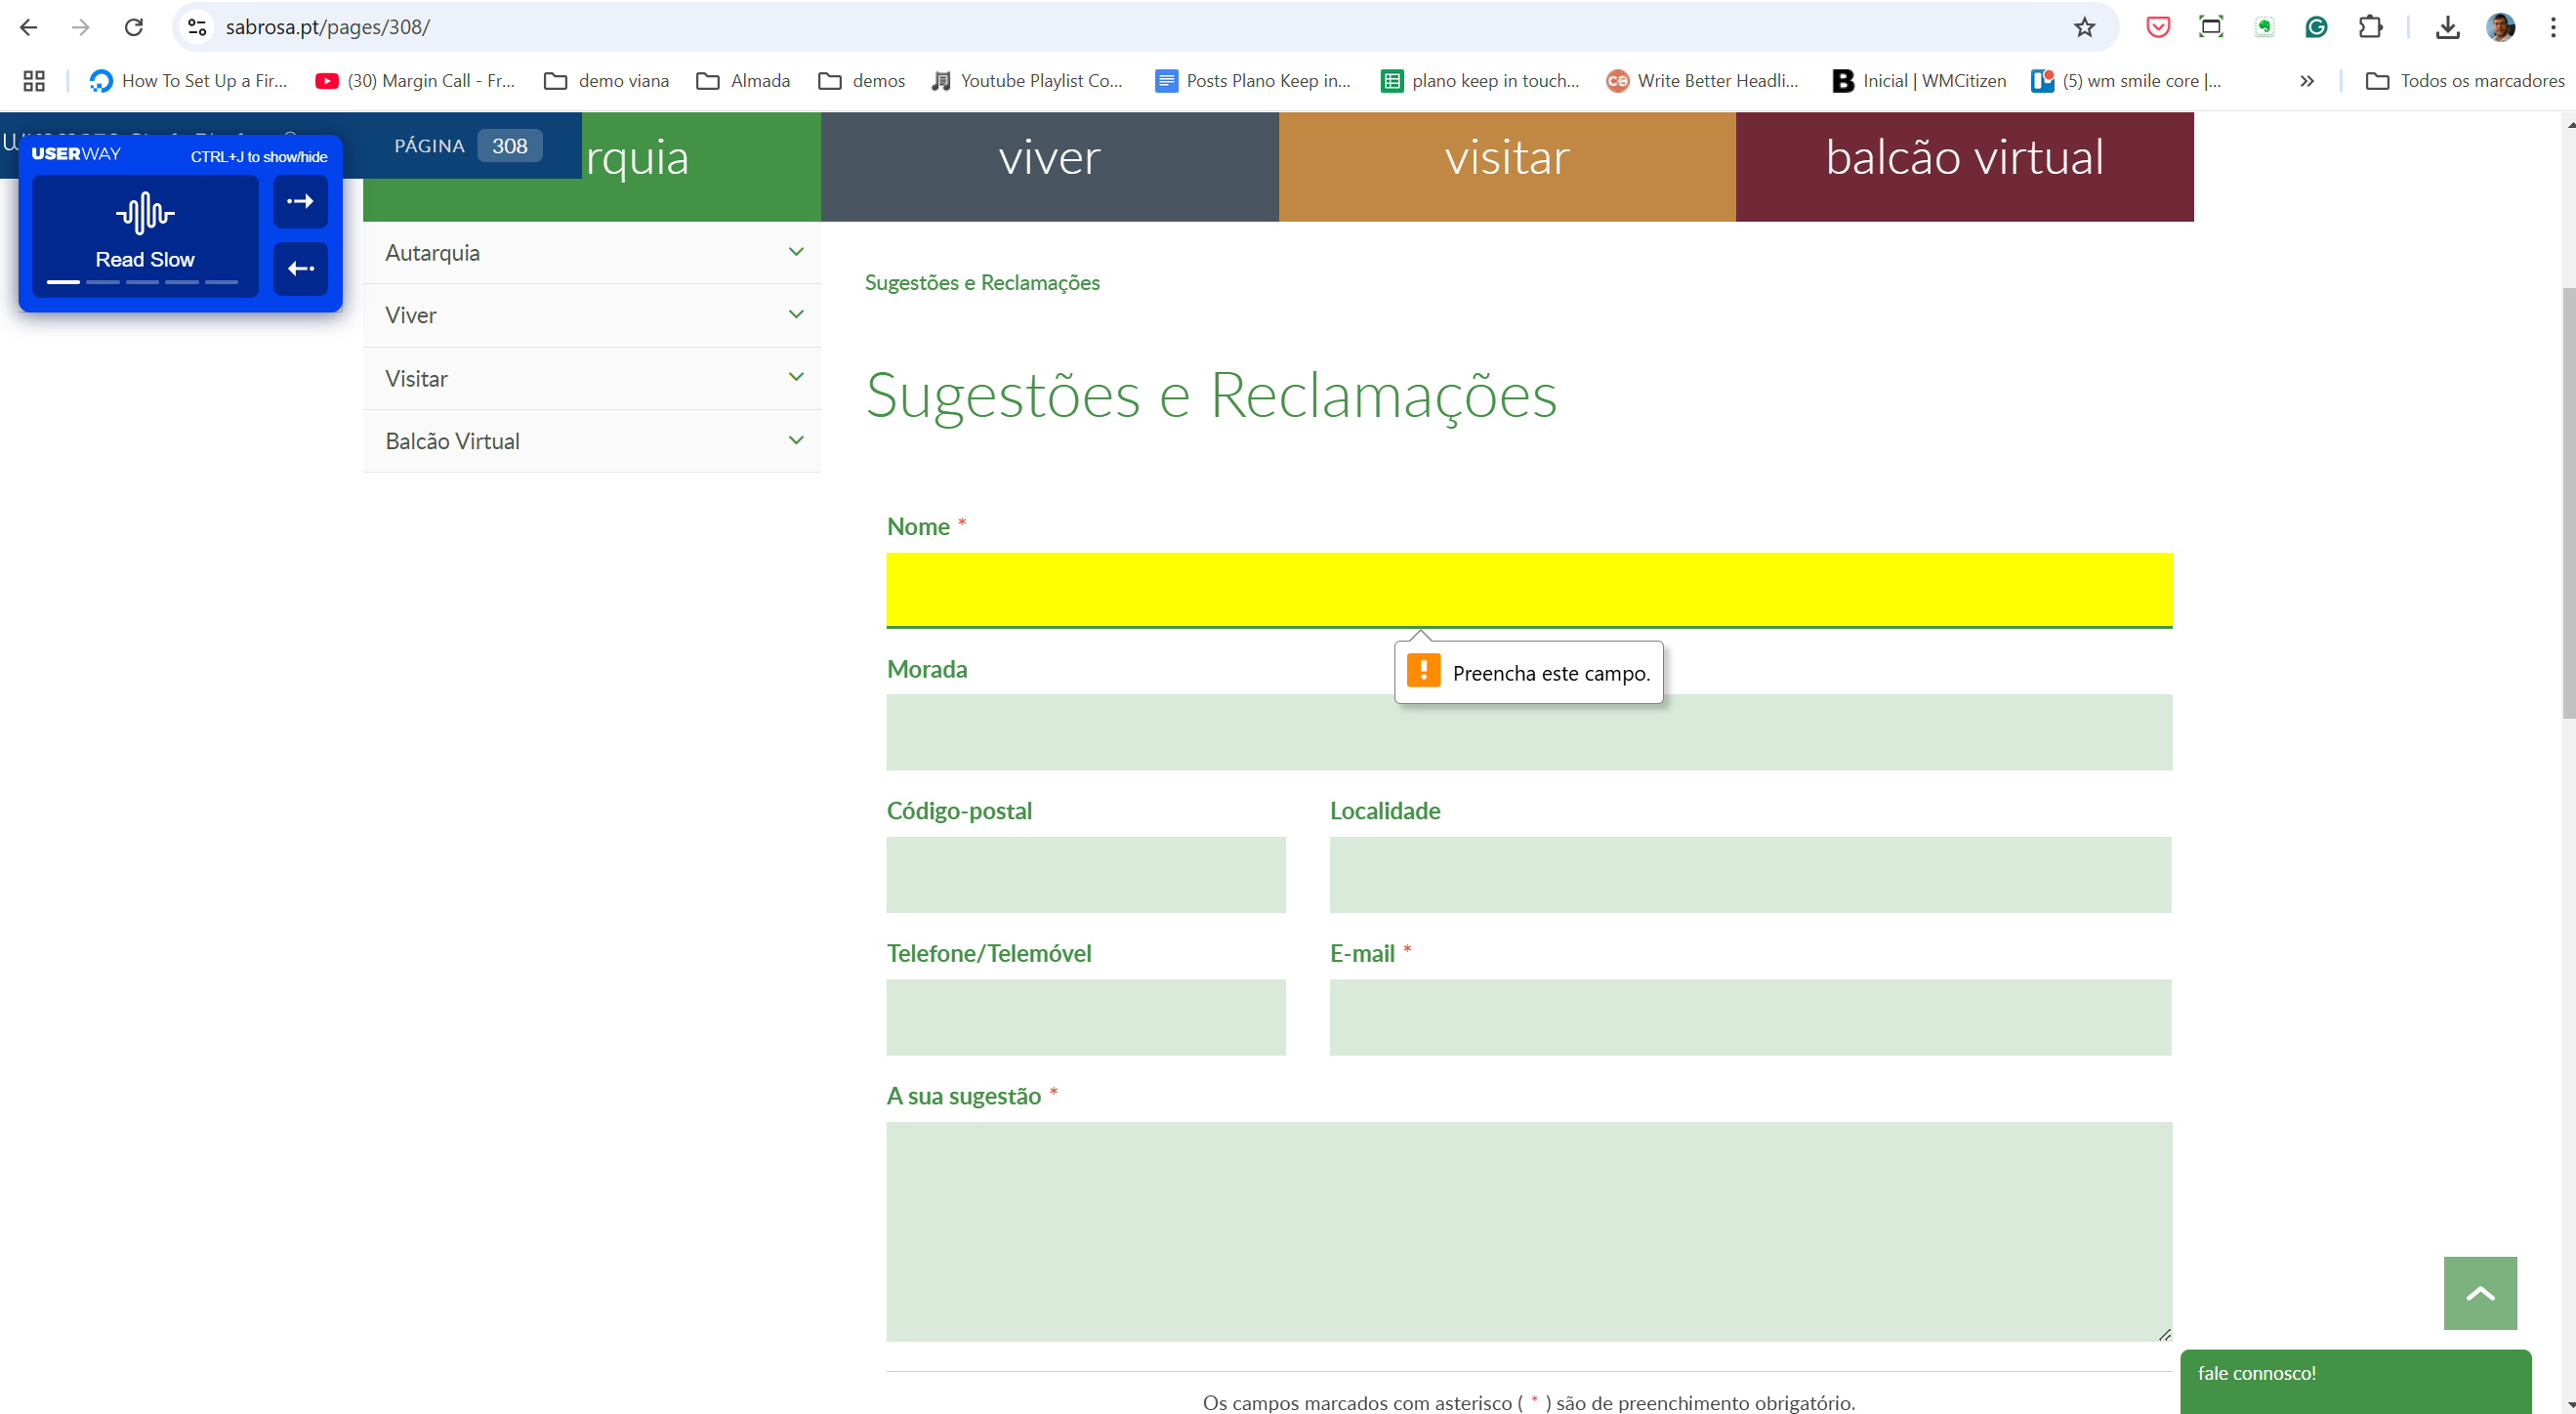 sabrosa.pt/pages/308/
How To Set Up a Fir... (30) Margin Call - Fr... demo viana Almada demos Youtube Playlist Co... Posts Plano Keep in... plano keep in touch... Write Better Headli... Inicial | WMCitizen (5) wm smile core |... » Todos os marcadores
USERWAY CTRL+J to show/hide
Read Slow
PÁGINA 308
rquia viver visitar balcão virtual
Autarquia
Viver
Visitar
Balcão Virtual
Sugestões e Reclamações
Sugestões e Reclamações
Nome *
Preencha este campo.
Morada
Código-postal Localidade
Telefone/Telemóvel E-mail *
A sua sugestão *
Os campos marcados com asterisco ( * ) são de preenchimento obrigatório.
fale connosco!